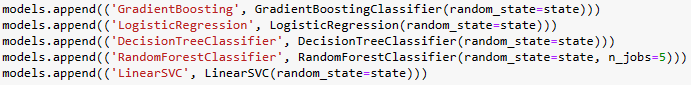 models.append(('GradientBoosting', GradientBoostingClassifier(random_state=state)))
models.append(('LogisticRegression', LogisticRegression(random_state=state)))
models.append(('DecisionTreeClassifier', DecisionTreeClassifier(random_state=state)))
models.append(('RandomForestClassifier', RandomForestClassifier(random_state=state, n_jobs=5)))
models.append(('LinearSVC', LinearSVC(random_state=state)))